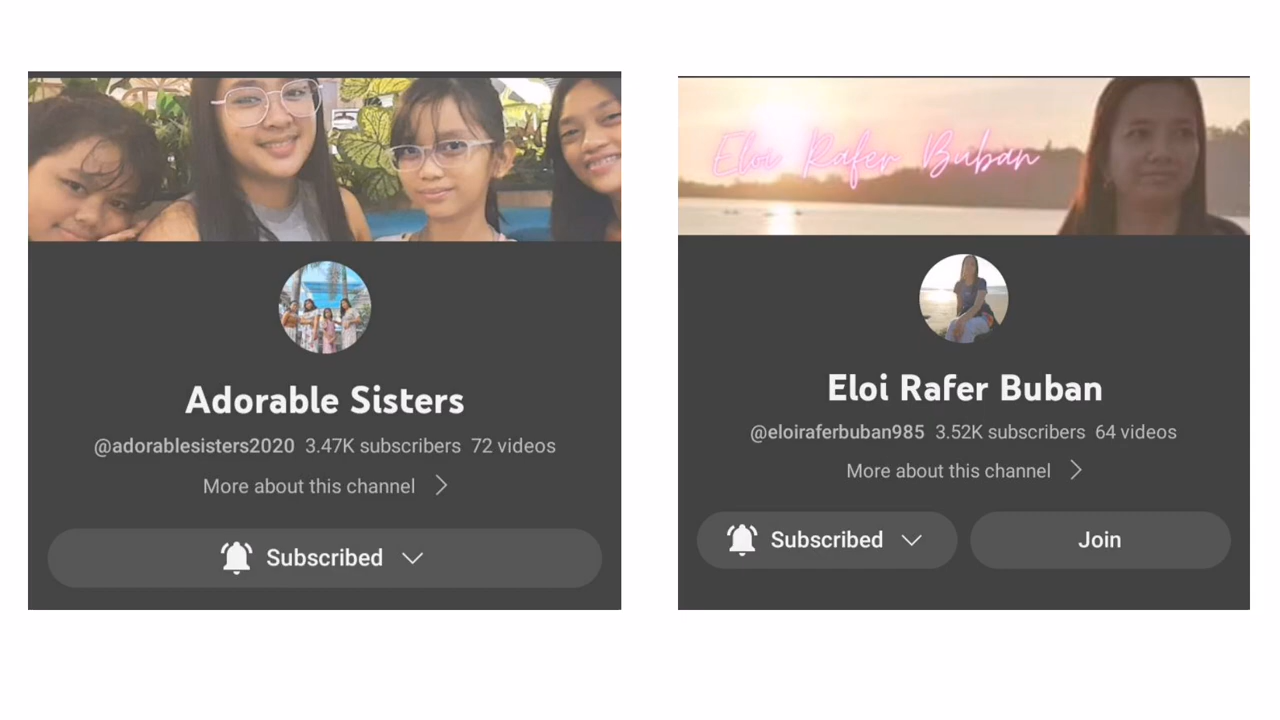 Adorable Sisters
@adorablesisters2020 3.47K subscribers 72 videos
More about this channel
Subscribed
Eloi Rafer Buban
Eloi Rafer Buban
@eloiraferbuban985 3.52K subscribers 64 videos
More about this channel
Subscribed
Join